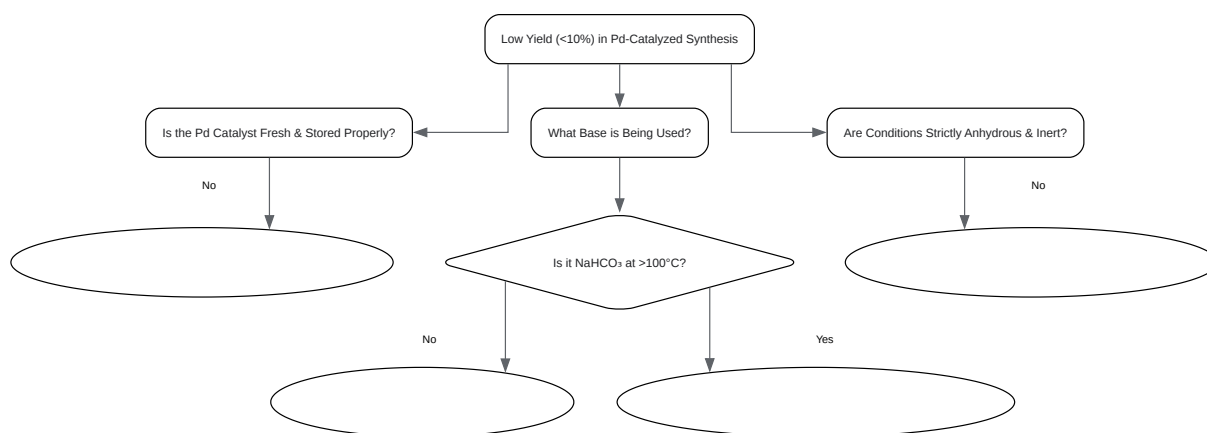 Low Yield (<10%) in Pd-Catalyzed Synthesis
Is the Pd Catalyst Fresh & Stored Properly?
What Base is Being Used?
Are Conditions Strictly Anhydrous & Inert?
No
No
Is it NaHCO₃ at >100°C?
No
Yes